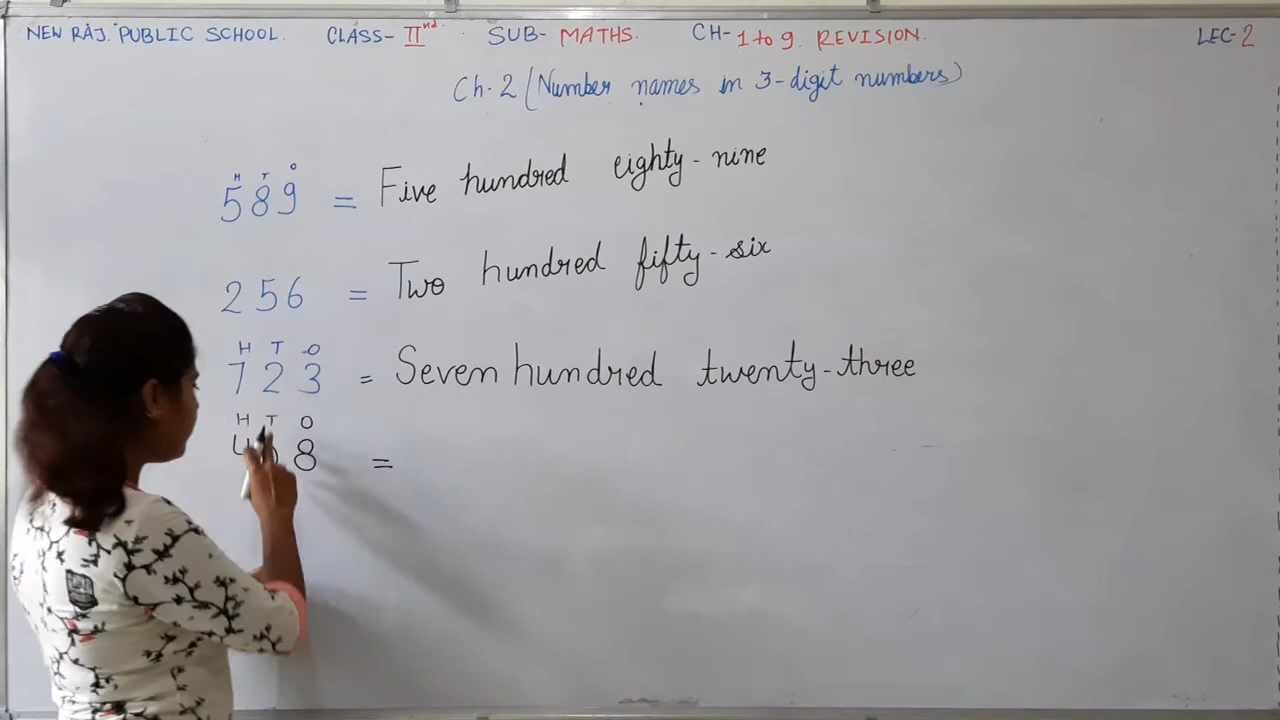 NEW RAJ. PUBLIC SCHOOL. CLASS- IInd. SUB- MATHS. CH- 1 to 9. REVISION. LEC-2
Ch. 2 (Number names in 3-digit numbers)
H T O
589 = Five hundred eighty-nine
256 = Two hundred fifty-six
H T O
723 = Seven hundred twenty-three
H T O
4 8 =